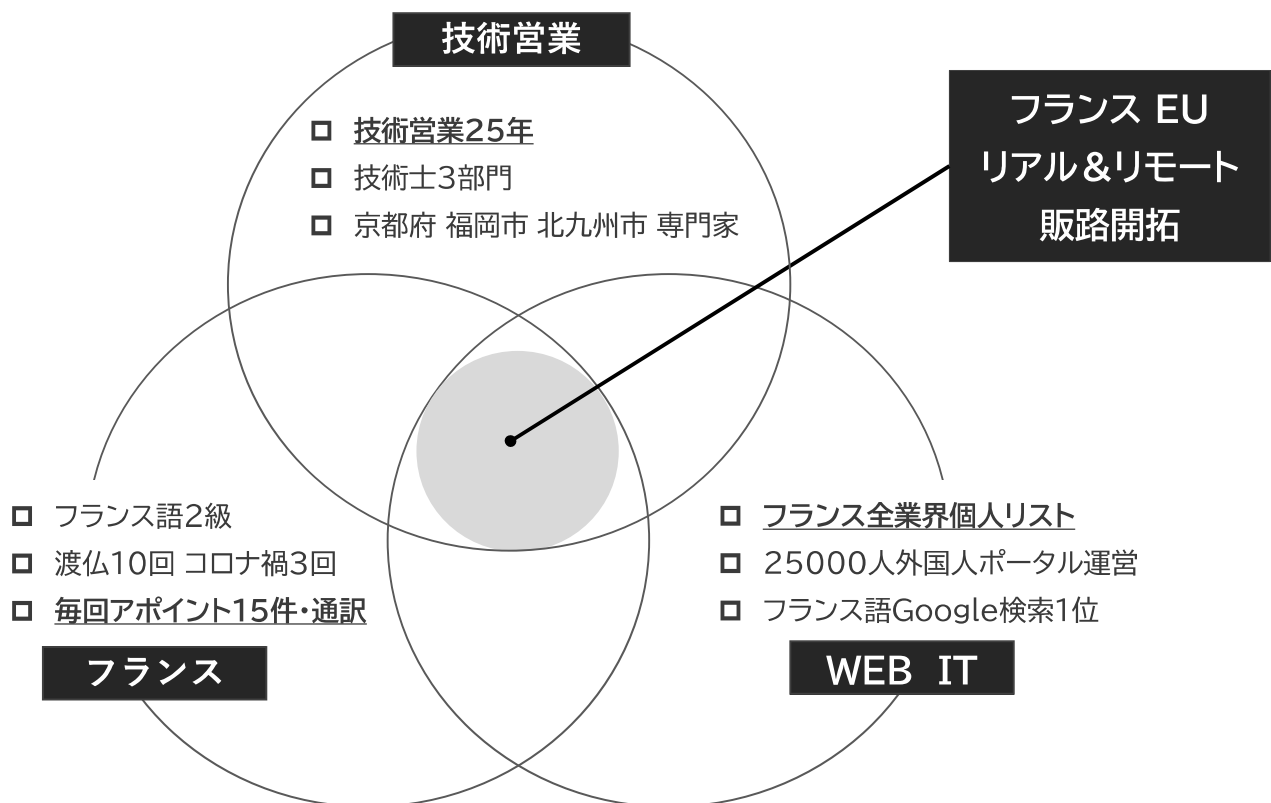 技術営業
技術営業25年
技術士3部門
京都府 福岡市 北九州市 専門家
フランス EU
リアル&リモート
販路開拓
フランス語2級
渡仏10回 コロナ禍3回
毎回アポイント15件・通訳
フランス
フランス全業界個人リスト
25000人外国人ポータル運営
フランス語Google検索1位
WEB IT